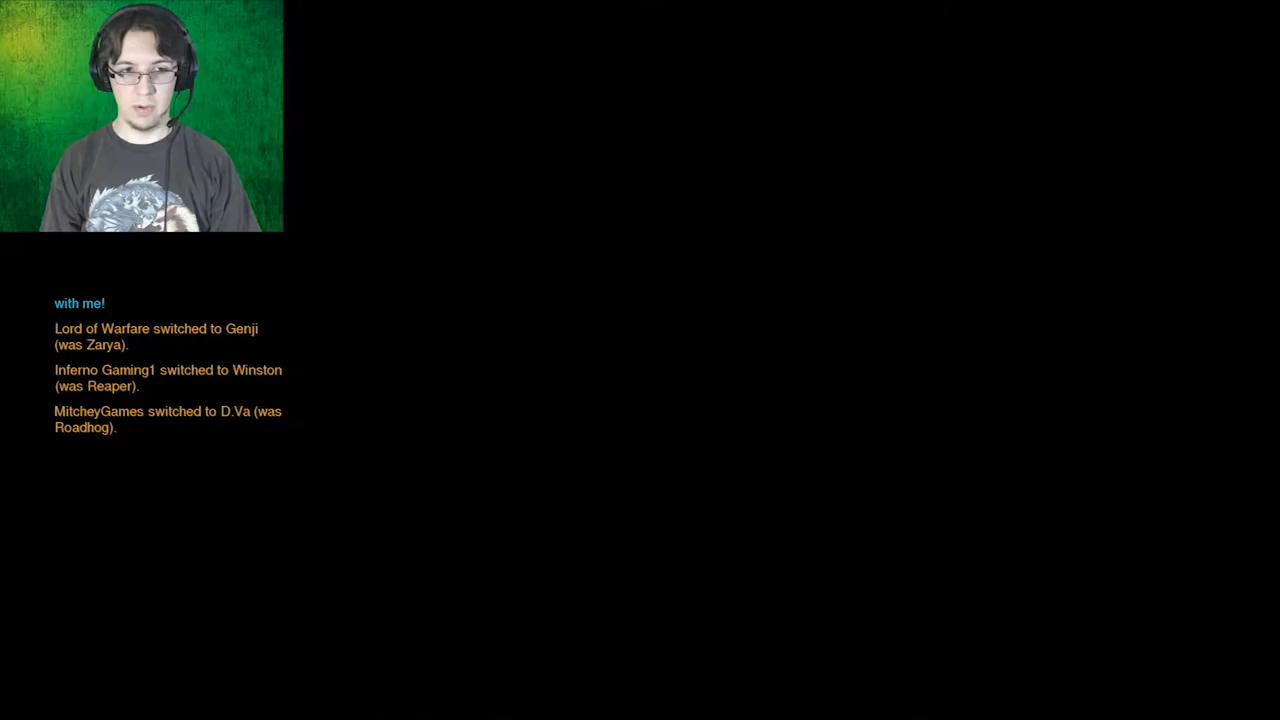 with me!
Lord of Warfare switched to Genji
(was Zarya).
Inferno Gaming1 switched to Winston
(was Reaper).
MitcheyGames switched to D.Va (was
Roadhog).